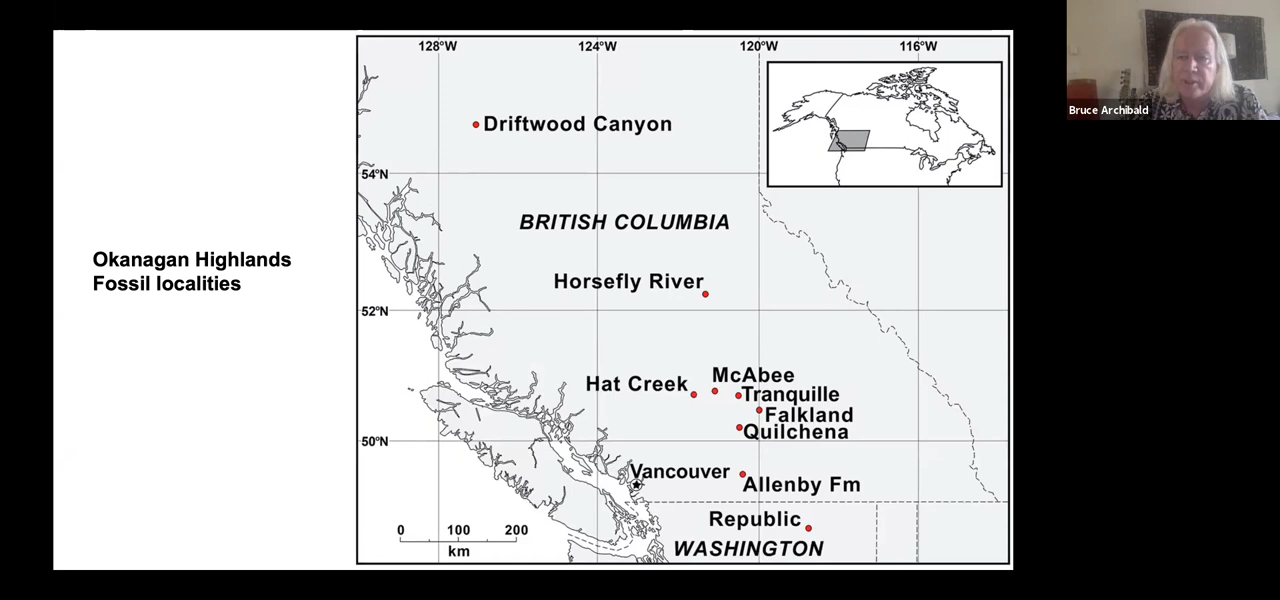 Okanagan Highlands
Fossil localities
128°W 124°W 120°W 116°W
Driftwood Canyon
54°N
BRITISH COLUMBIA
Horsefly River
52°N
McAbee
Hat Creek
Tranquille
Falkland
Quilchena
50°N
Vancouver
Allenby Fm
Republic
0 100 200
km
WASHINGTON
Bruce Archibald